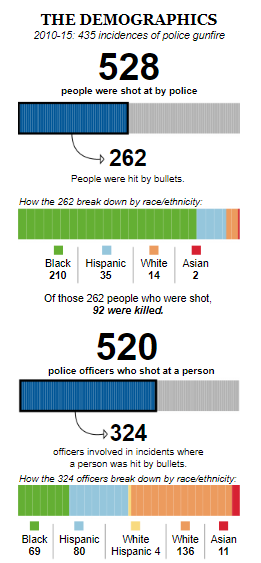 THE DEMOGRAPHICS
2010-15: 435 incidences of police gunfire
528
people were shot at by police
262
People were hit by bullets.
How the 262 break down by race/ethnicity:
Black Hispanic White Asian
210 35 14 2
Of those 262 people who were shot,
92 were killed.
520
police officers who shot at a person
324
officers involved in incidents where
a person was hit by bullets.
How the 324 officers break down by race/ethnicity:
Black Hispanic White White Asian
69 80 Hispanic 4 136 11